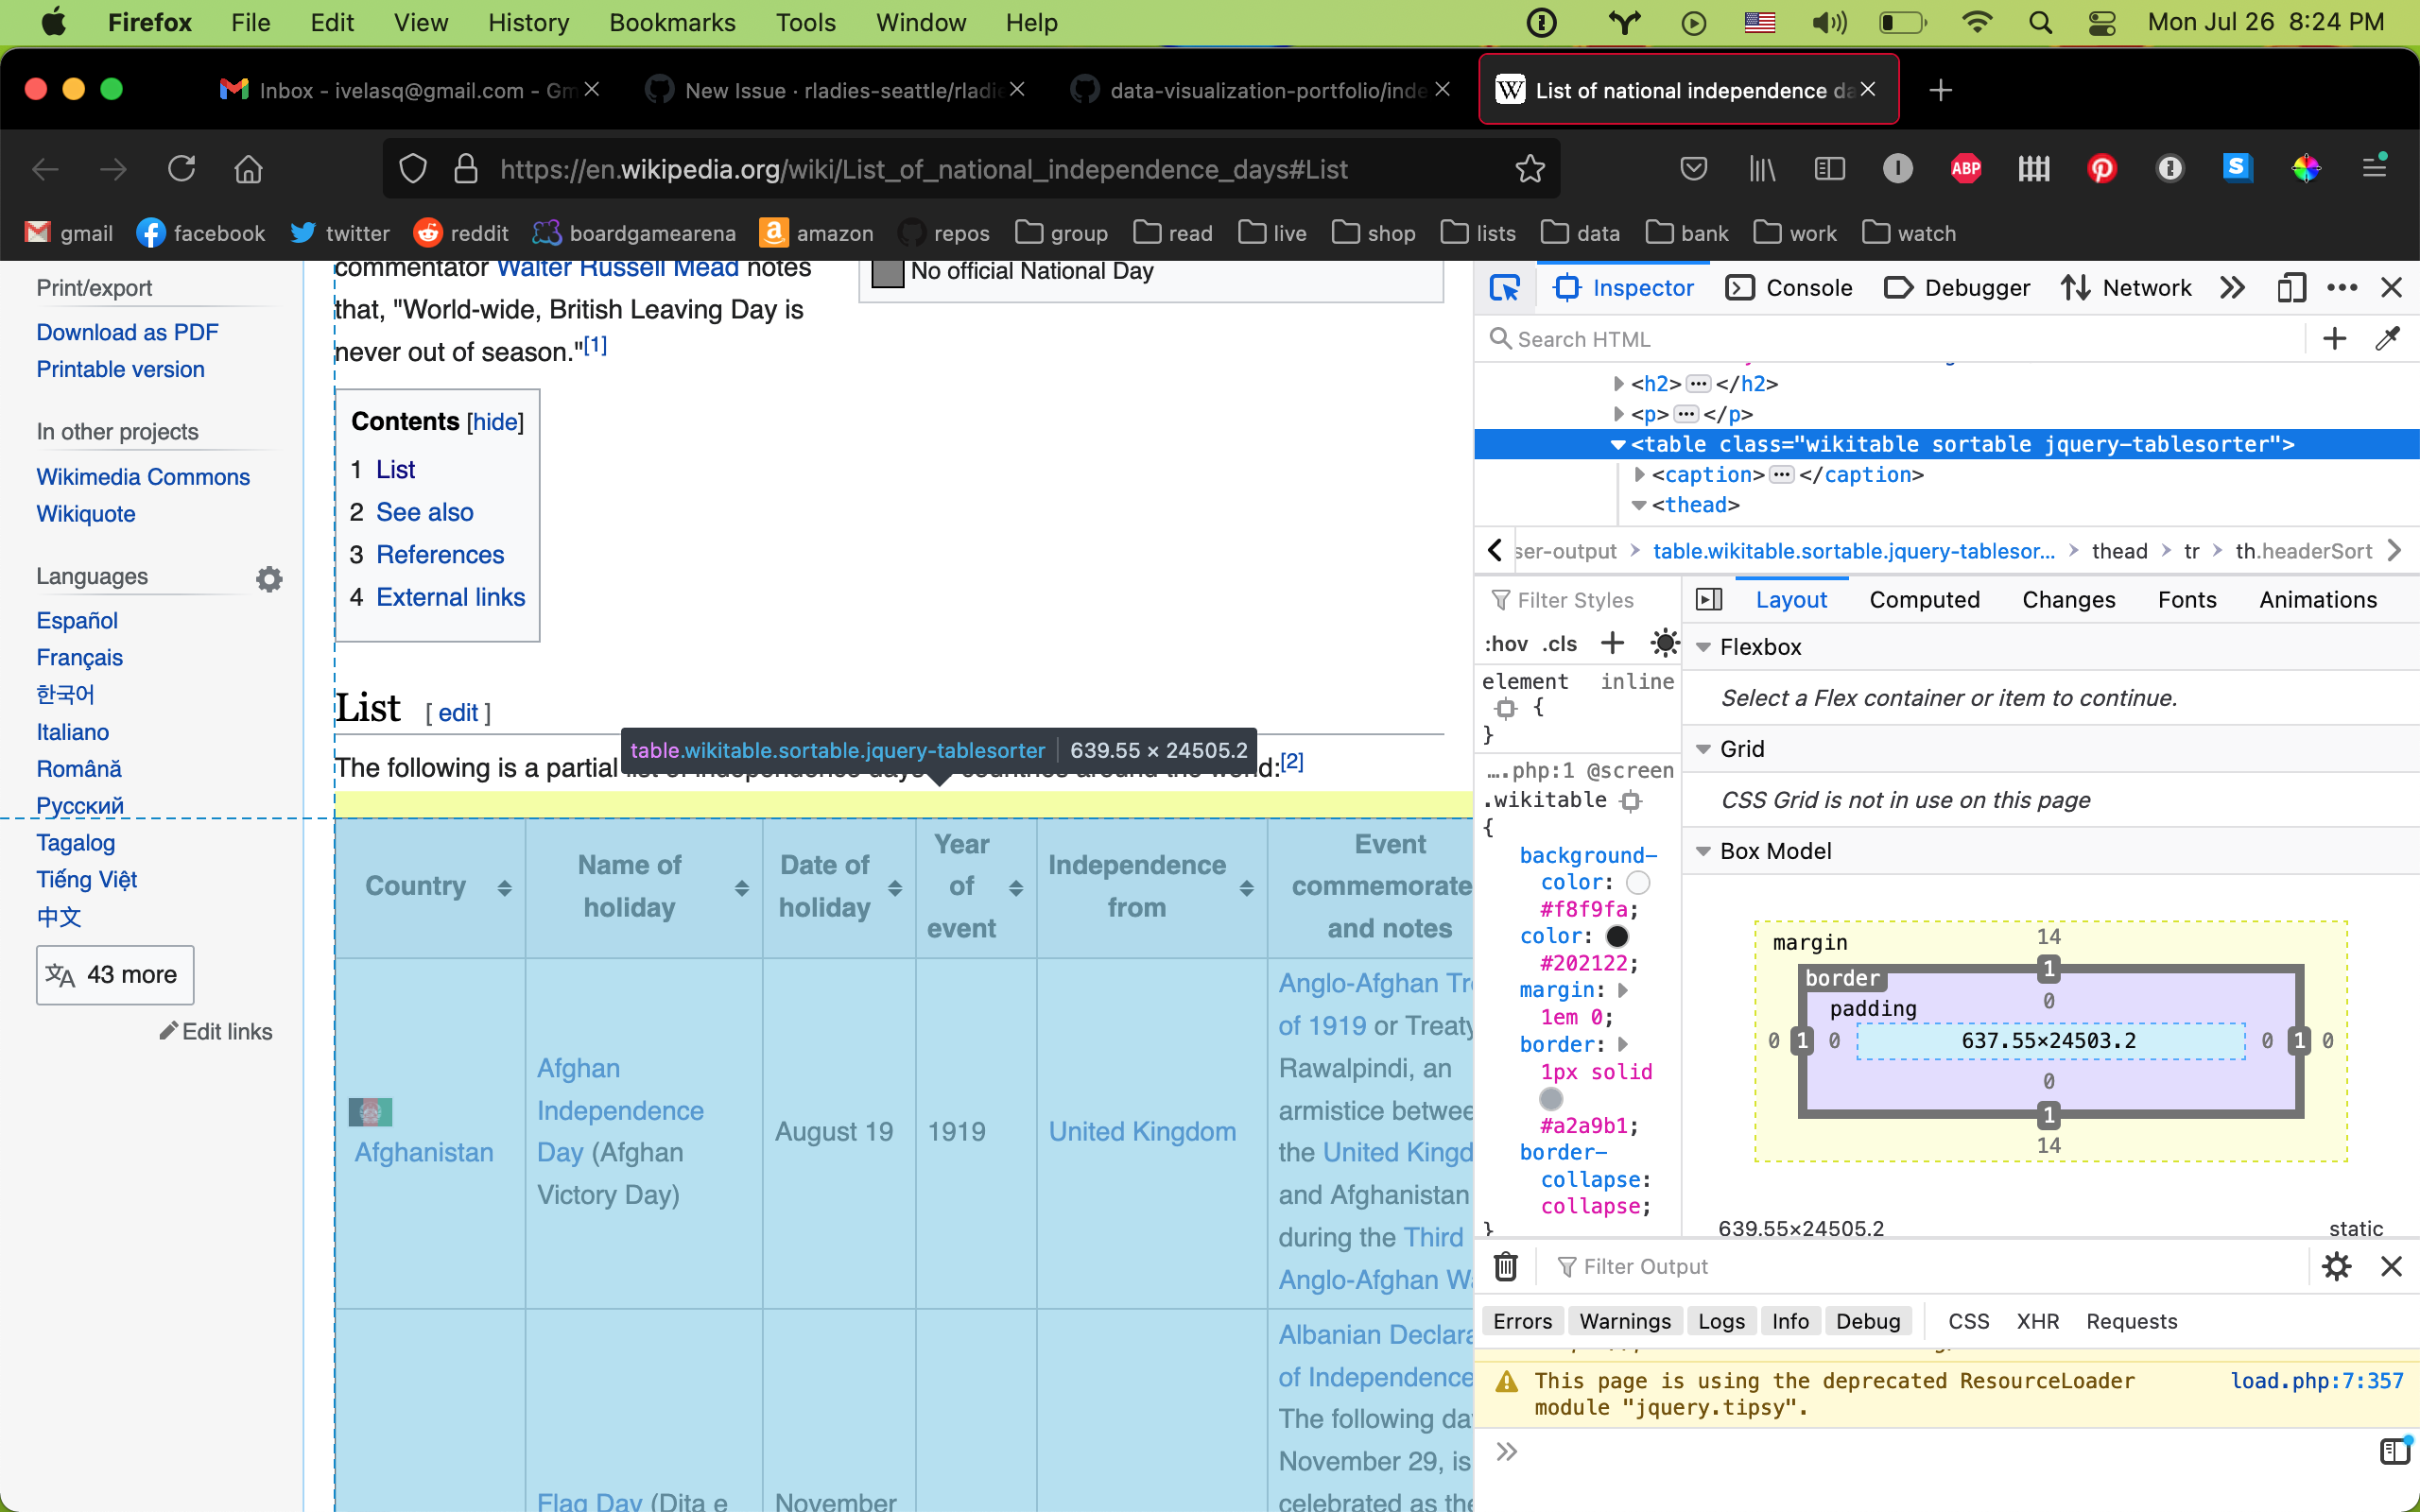 Firefox File Edit View History Bookmarks Tools Window Help Mon Jul 26 8:24 PM
Inbox - ivelasq@gmail.com - Gm
New Issue · rladies-seattle/rladie
data-visualization-portfolio/inde
List of national independence da
https://en.wikipedia.org/wiki/List_of_national_independence_days#List
ABP
gmail facebook twitter reddit boardgamearena amazon repos group read live shop lists data bank work watch
Print/export
Download as PDF
Printable version
In other projects
Wikimedia Commons
Wikiquote
Languages
Español
Français
한국어
Italiano
Română
Русский
Tagalog
Tiếng Việt
中文
43 more
Edit links
commentator Walter Russell Mead notes
that, "World-wide, British Leaving Day is
never out of season."[1]
No official National Day
Contents [hide]
1 List
2 See also
3 References
4 External links
List [ edit ]
table.wikitable.sortable.jquery-tablesorter 639.55 × 24505.2
The following is a partial list of independence days of countries around the world:[2]
Country
Name of
holiday
Date of
holiday
Year
of
event
Independence
from
Event
commemorate
and notes
Afghanistan
Afghan
Independence
Day (Afghan
Victory Day)
August 19
1919
United Kingdom
Anglo-Afghan Tr
of 1919 or Treaty
Rawalpindi, an
armistice betwee
the United Kingd
and Afghanistan
during the Third
Anglo-Afghan Wa
Flag Day (Dita e
November
Albanian Declara
of Independence
The following da
November 29, is
celebrated as the
Inspector Console Debugger Network
Search HTML
<h2> </h2>
<p> </p>
<table class="wikitable sortable jquery-tablesorter">
<caption> </caption>
<thead>
ser-output table.wikitable.sortable.jquery-tablesor... thead tr th.headerSort
Filter Styles
:hov .cls
element inline
{
}
….php:1 @screen
.wikitable
{
background-
color:
#f8f9fa;
color:
#202122;
margin:
1em 0;
border:
1px solid
#a2a9b1;
border-
collapse:
collapse;
}
Layout Computed Changes Fonts Animations
Flexbox
Select a Flex container or item to continue.
Grid
CSS Grid is not in use on this page
Box Model
margin 14
border 1
padding 0
0 1 0 637.55×24503.2 0 1 0
0
1
14
639.55×24505.2 static
Filter Output
Errors Warnings Logs Info Debug CSS XHR Requests
This page is using the deprecated ResourceLoader load.php:7:357
module "jquery.tipsy".